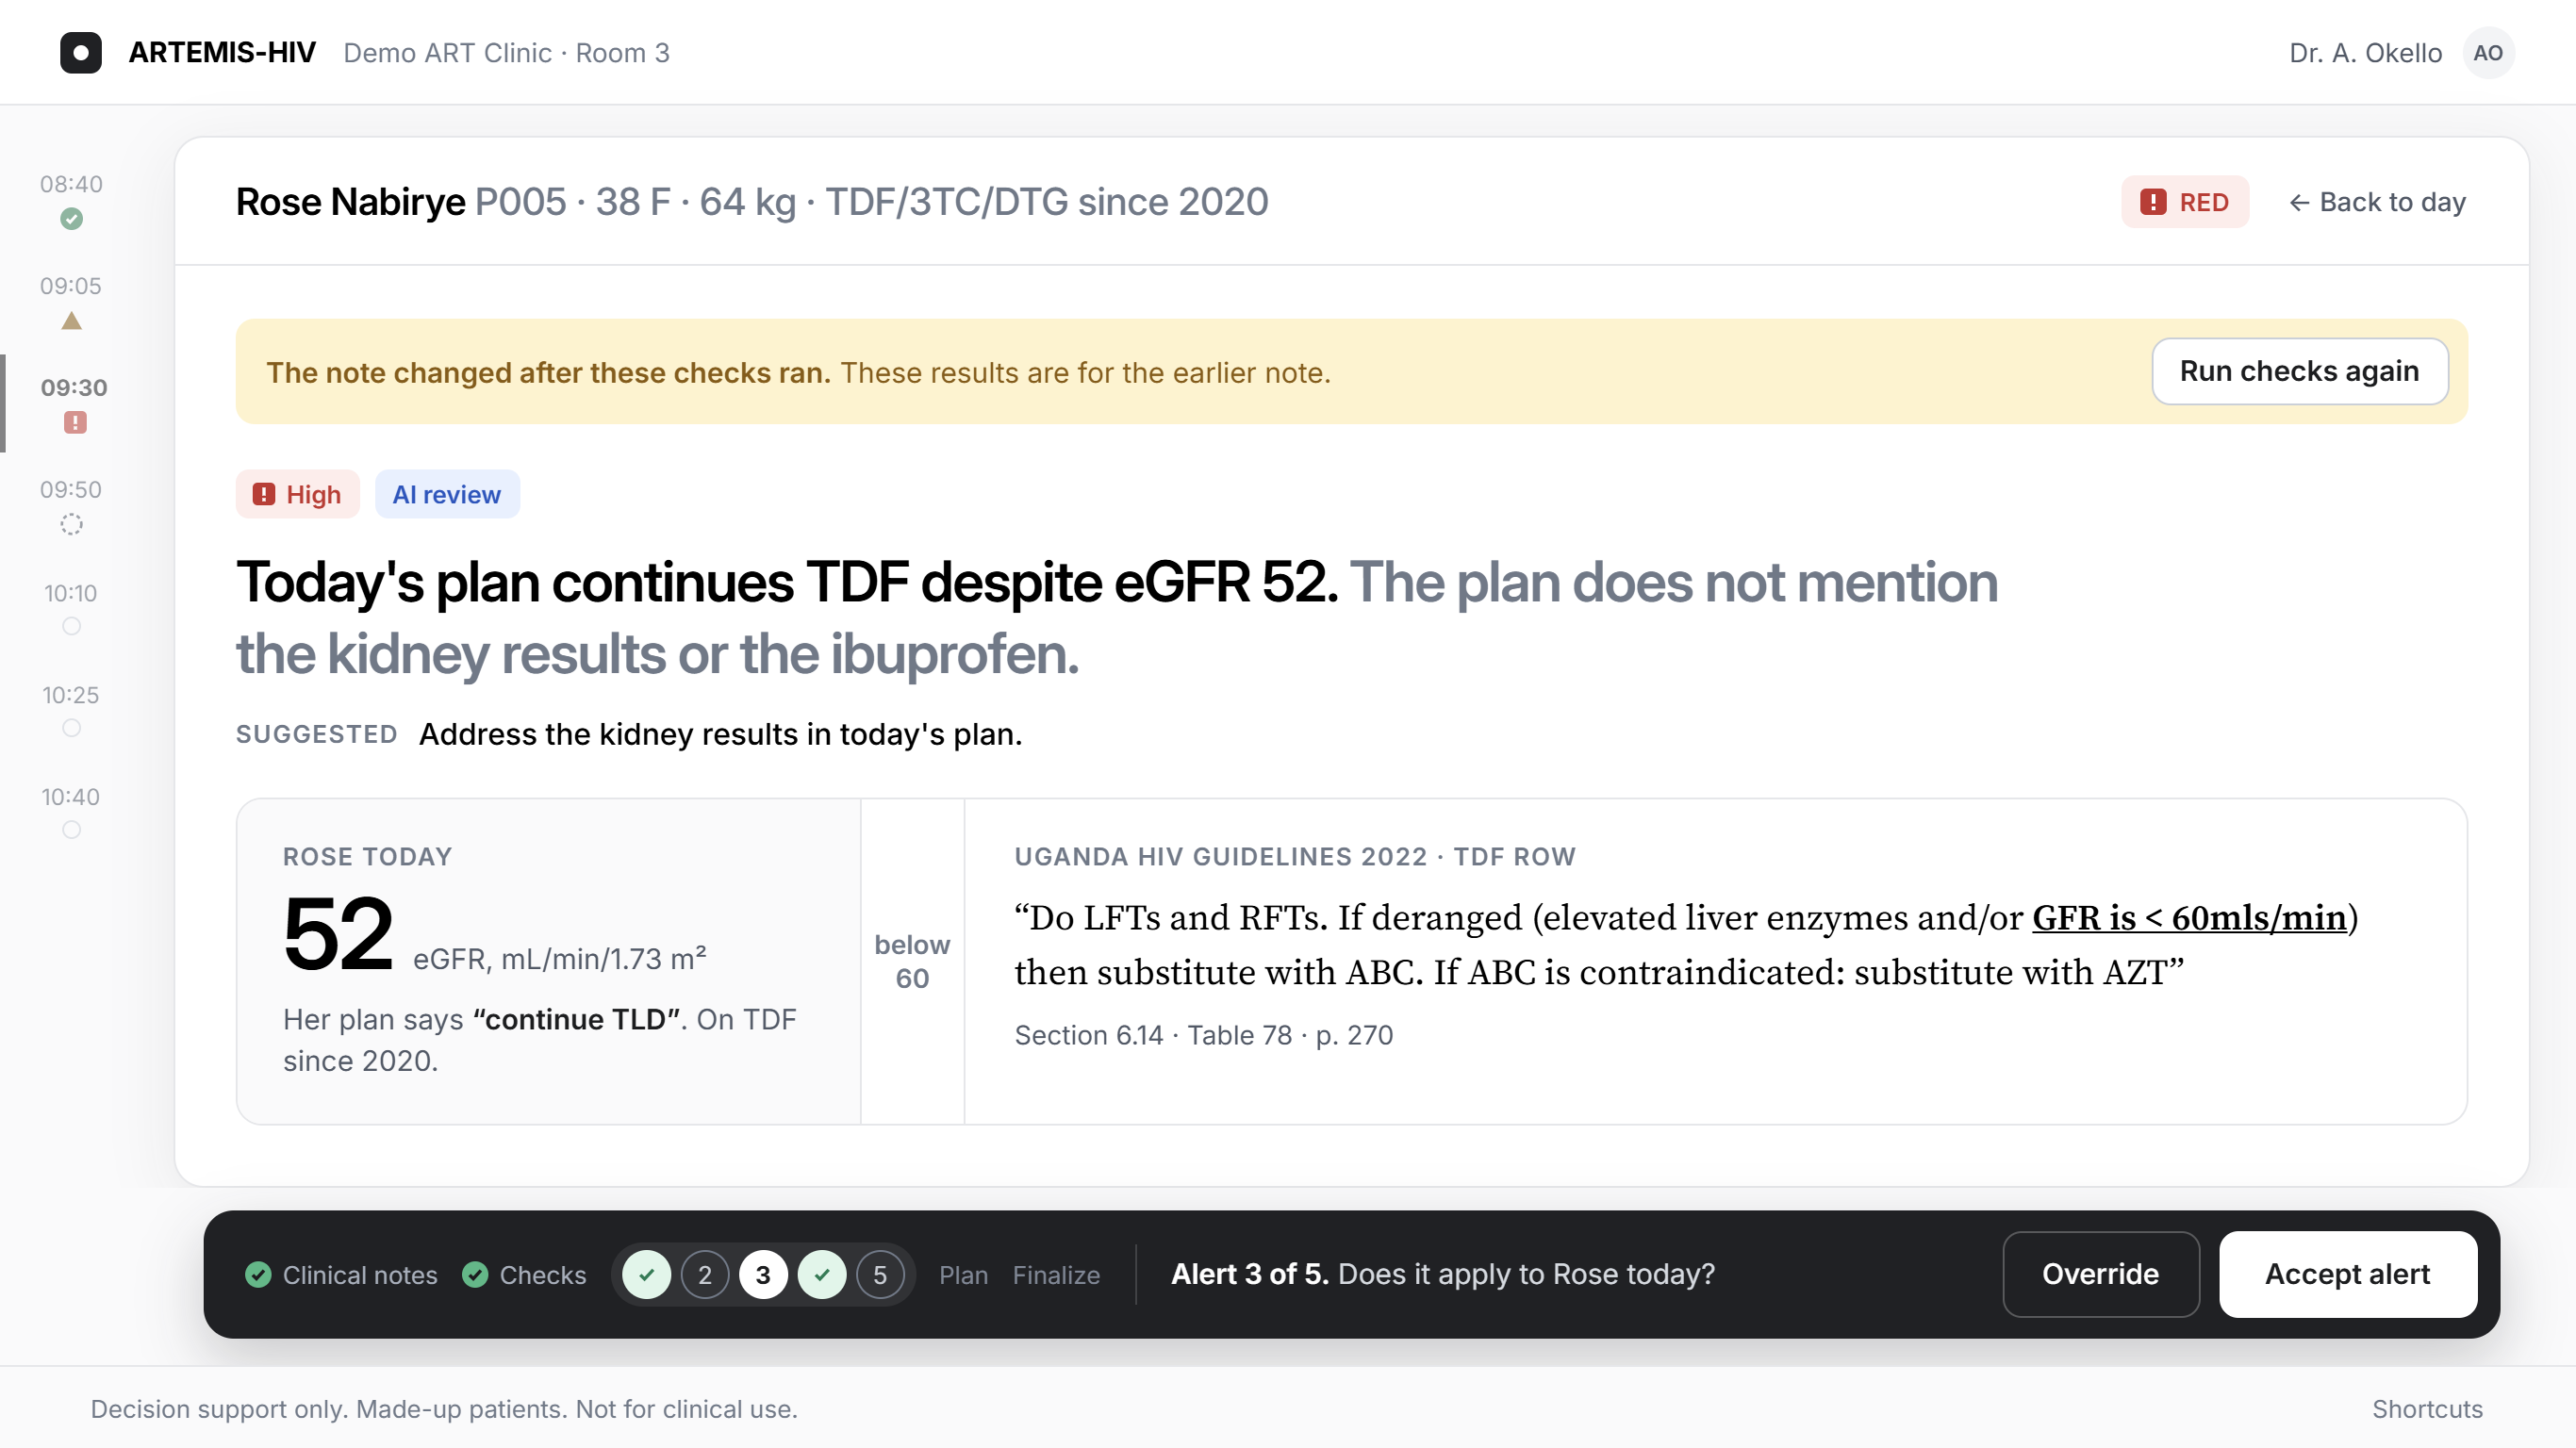 ARTEMIS-HIV Demo ART Clinic · Room 3
Dr. A. Okello AO
08:40
09:05
09:30
09:50
10:10
10:25
10:40
Rose Nabirye P005 · 38 F · 64 kg · TDF/3TC/DTG since 2020
RED
← Back to day
The note changed after these checks ran. These results are for the earlier note.
Run checks again
High
AI review
Today's plan continues TDF despite eGFR 52. The plan does not mention
the kidney results or the ibuprofen.
SUGGESTED Address the kidney results in today's plan.
ROSE TODAY
52 eGFR, mL/min/1.73 m²
Her plan says “continue TLD”. On TDF
since 2020.
below
60
UGANDA HIV GUIDELINES 2022 · TDF ROW
“Do LFTs and RFTs. If deranged (elevated liver enzymes and/or GFR is < 60mls/min)
then substitute with ABC. If ABC is contraindicated: substitute with AZT”
Section 6.14 · Table 78 · p. 270
Clinical notes
Checks
2
3
5
Plan
Finalize
Alert 3 of 5. Does it apply to Rose today?
Override
Accept alert
Decision support only. Made-up patients. Not for clinical use.
Shortcuts